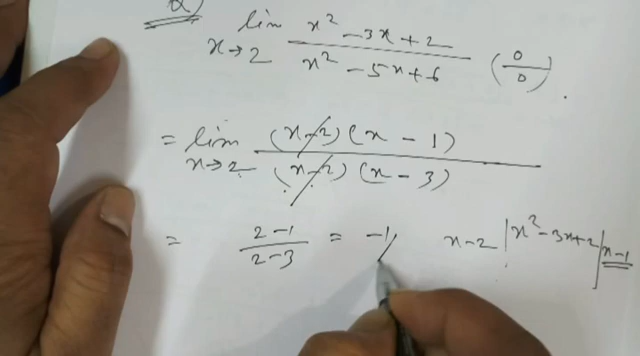 Q)
lim x→2 (x² - 3x + 2)/(x² - 5x + 6) (0/0).
= lim x→2 ((x-2)(x - 1))/((x-2)(x - 3))
= (2-1)/(2-3) = -1/ x-2 | x² - 3x + 2 | x-1